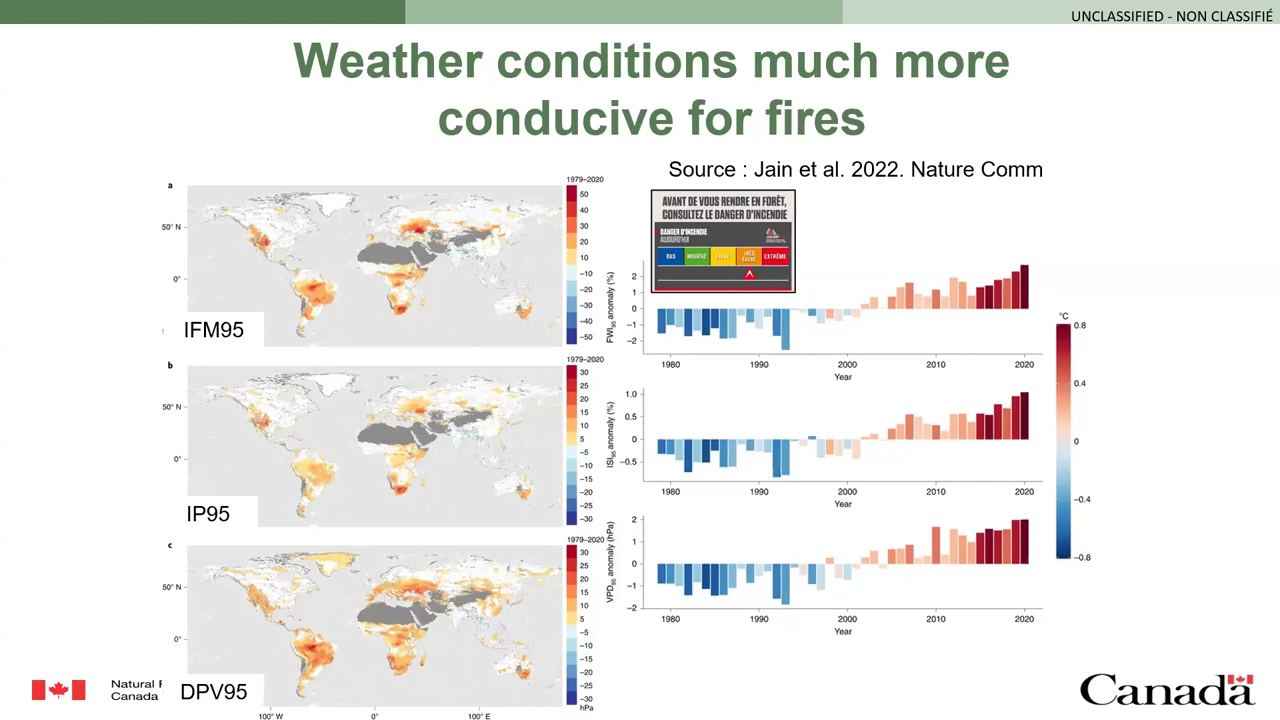 UNCLASSIFIED - NON CLASSIFIÉ
Weather conditions much more
conducive for fires
Source : Jain et al. 2022. Nature Comm
a
1979–2020
50
40
30
20
10
−10
−20
−30
−40
−50
50° N
0°
IFM95
b
1979–2020
30
25
20
15
10
5
−5
−10
−15
−20
−25
−30
50° N
0°
IP95
c
1979–2020
30
25
20
15
10
5
−5
−10
−15
−20
−25
−30
hPa
50° N
0°
DPV95
100° W
0°
100° E
AVANT DE VOUS RENDRE EN FORÊT,
CONSULTEZ LE DANGER D'INCENDIE
DANGER D'INCENDIE
AUJOURD'HUI
BAS
MODÉRÉ
ÉLEVÉ
TRÈS
ÉLEVÉ
EXTRÊME
FWI95 anomaly (%)
2
1
0
−1
−2
1980
1990
2000
2010
2020
Year
ISI95 anomaly (%)
1.0
0.5
0
−0.5
1980
1990
2000
2010
2020
Year
VPD95 anomaly (hPa)
2
1
0
−1
−2
1980
1990
2000
2010
2020
Year
°C
0.8
0.4
0
−0.4
−0.8
Natural
Canada
Canada